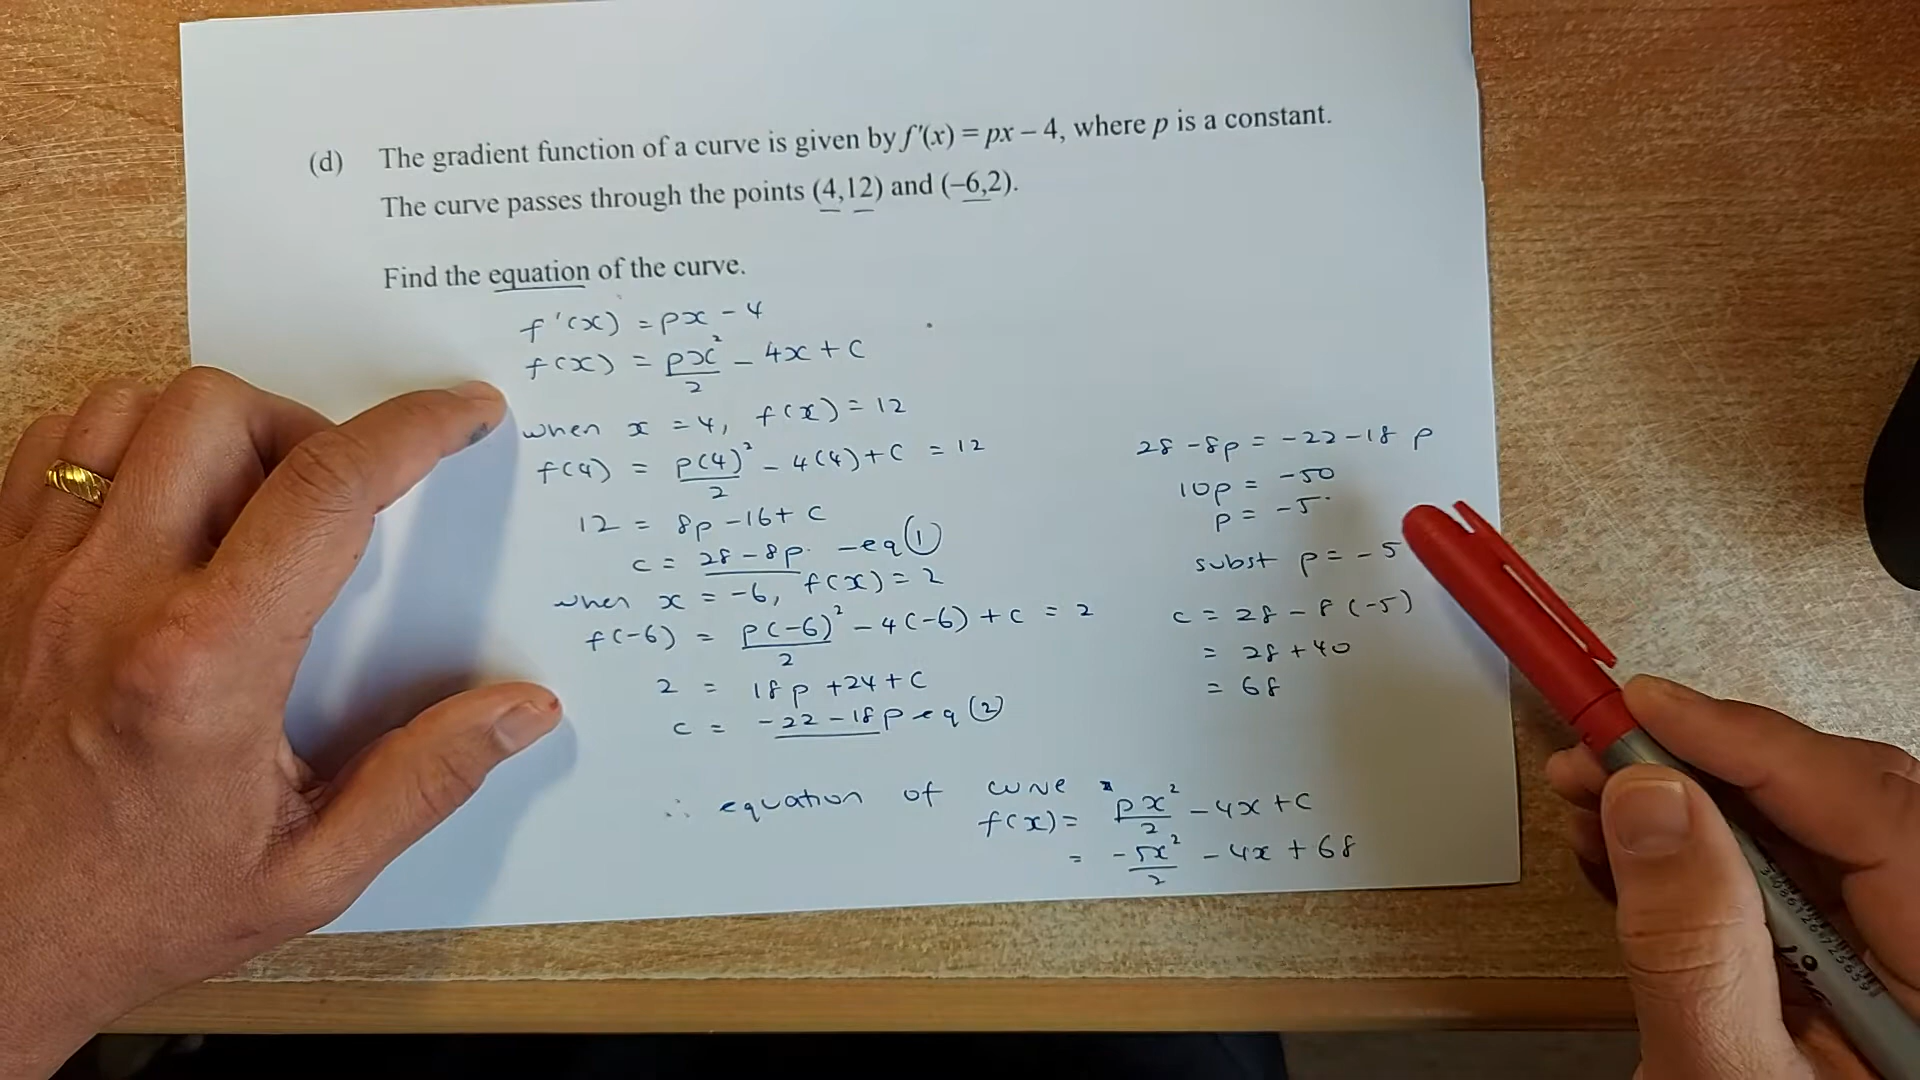 (d) The gradient function of a curve is given by f'(x) = px – 4, where p is a constant.
The curve passes through the points (4,12) and (–6,2).
Find the equation of the curve.
f'(x) = px - 4
f(x) = px²/2 - 4x + c
when x = 4, f(x) = 12
f(4) = p(4)²/2 - 4(4) + c = 12
12 = 8p - 16 + c
c = 28 - 8p - eq (1)
when x = -6, f(x) = 2
f(-6) = p(-6)²/2 - 4(-6) + c = 2
2 = 18p + 24 + c
c = -22 - 18p eq (2)
28 - 8p = -22 - 18 p
10p = -50
p = -5
subst p = -5
c = 28 - 8(-5)
= 28 + 40
= 68
∴ equation of curve
f(x) = px²/2 - 4x + c
= -5x²/2 - 4x + 68